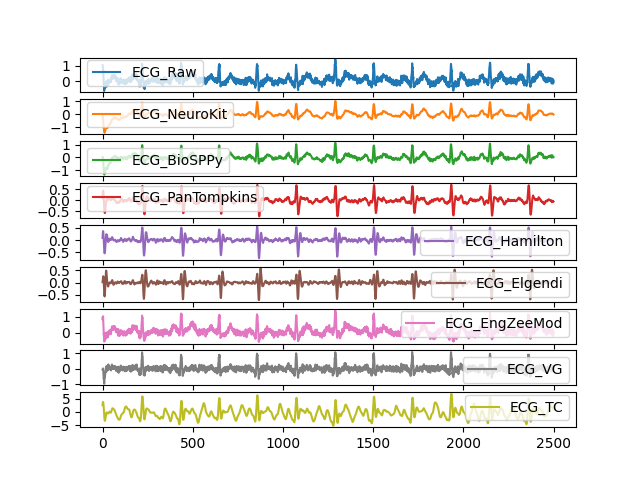 1
0
ECG_Raw
1
0
−1
ECG_NeuroKit
1
0
−1
ECG_BioSPPy
0.5
0.0
−0.5
ECG_PanTompkins
0.5
0.0
−0.5
ECG_Hamilton
0.5
0.0
−0.5
ECG_Elgendi
1
0
ECG_EngZeeMod
1
0
−1
ECG_VG
5
0
−5
ECG_TC
0 500 1000 1500 2000 2500